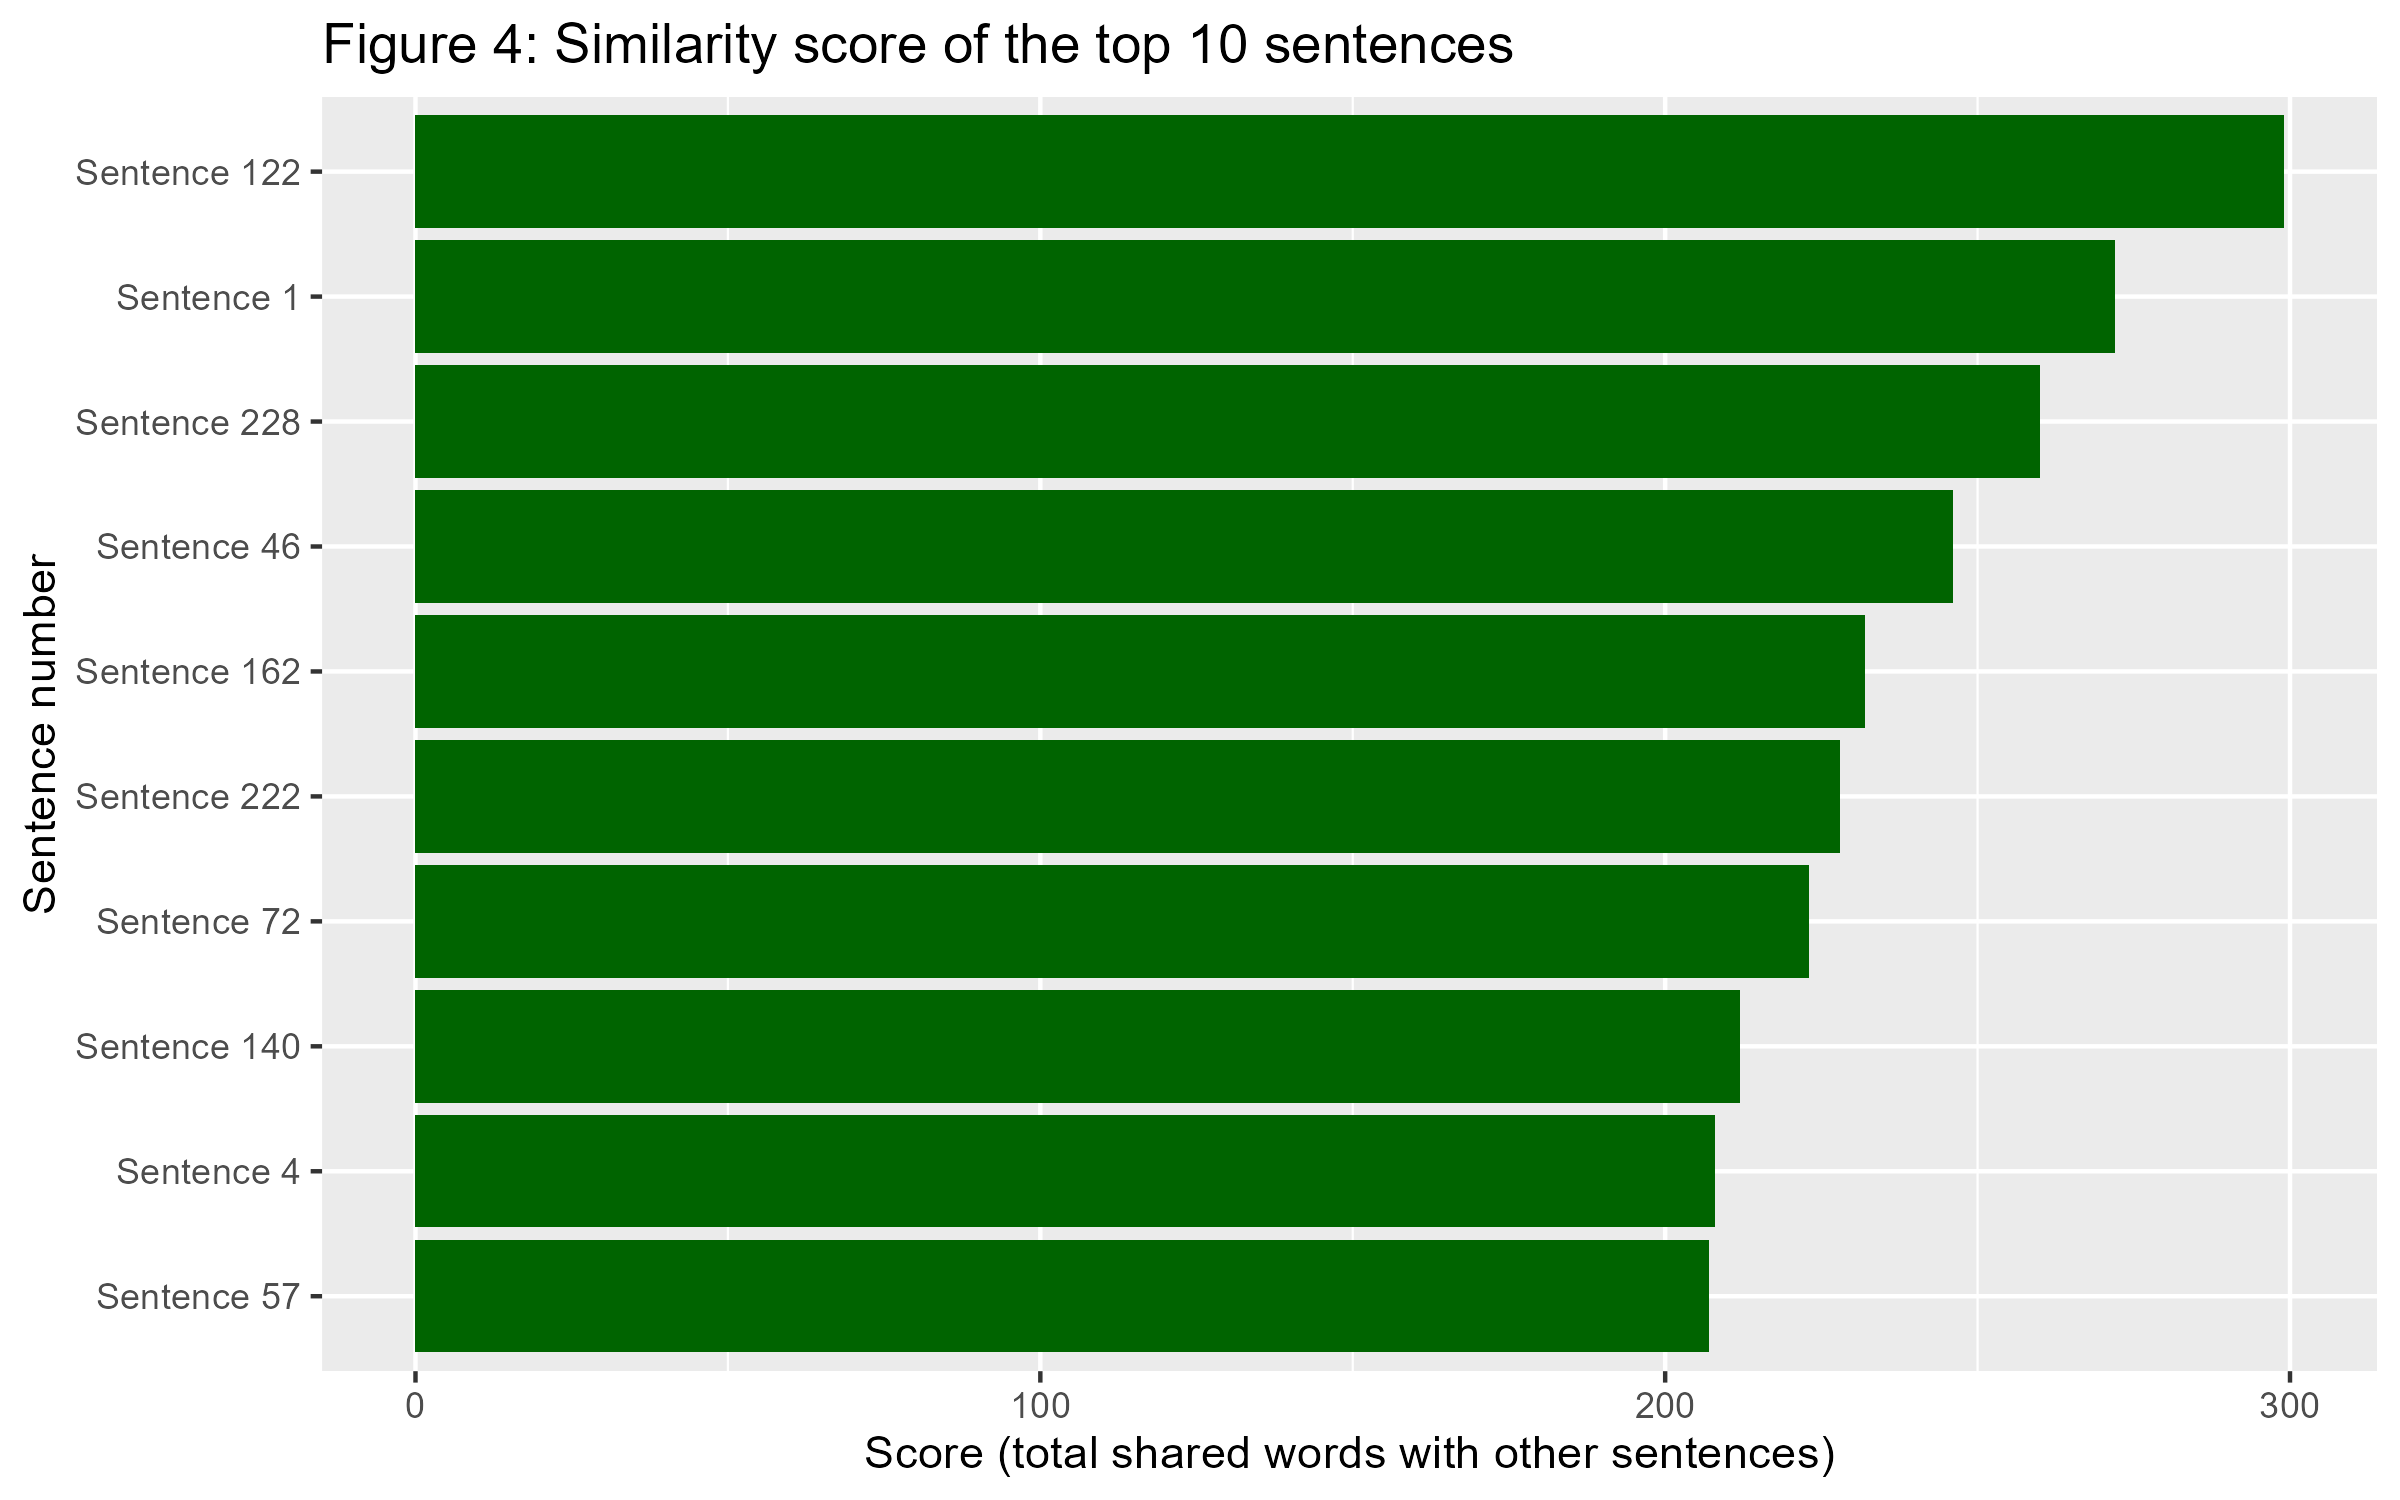 Figure 4: Similarity score of the top 10 sentences
Sentence number
Sentence 122
Sentence 1
Sentence 228
Sentence 46
Sentence 162
Sentence 222
Sentence 72
Sentence 140
Sentence 4
Sentence 57
0 100 200 300
Score (total shared words with other sentences)